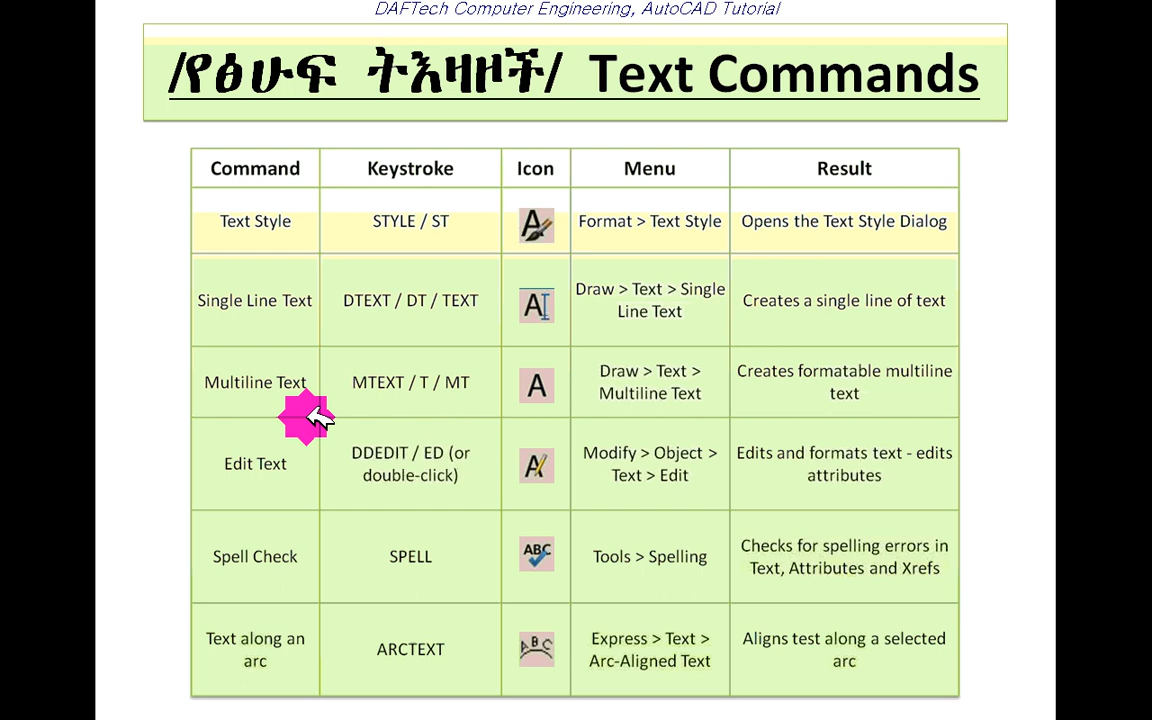 DAFTech Computer Engineering, AutoCAD Tutorial
/የፅሁፍ ትእዛዞች/ Text Commands
Command Keystroke Icon Menu Result
Text Style STYLE / ST A Format > Text Style Opens the Text Style Dialog
Single Line Text DTEXT / DT / TEXT A Draw > Text > Single
Line Text Creates a single line of text
Multiline Text MTEXT / T / MT A Draw > Text >
Multiline Text Creates formatable multiline
text
Edit Text DDEDIT / ED (or
double-click) A Modify > Object >
Text > Edit Edits and formats text - edits
attributes
Spell Check SPELL ABC Tools > Spelling Checks for spelling errors in
Text, Attributes and Xrefs
Text along an
arc ARCTEXT ABC Express > Text >
Arc-Aligned Text Aligns test along a selected
arc